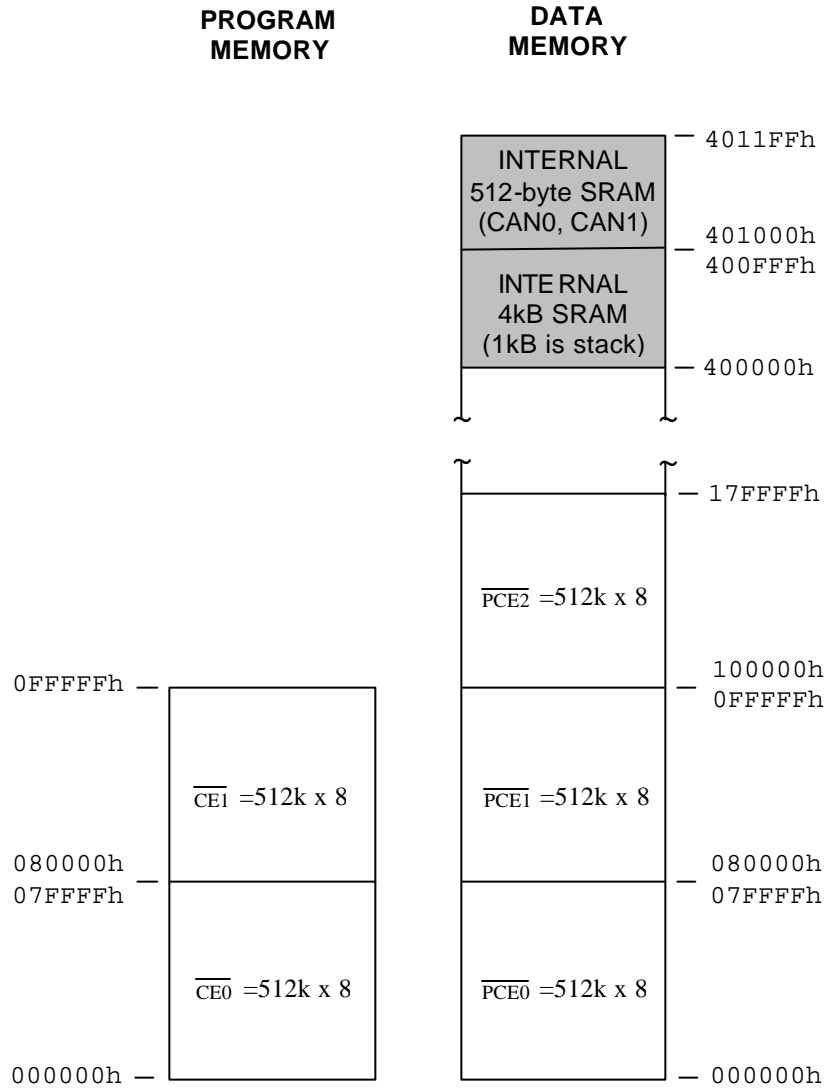 PROGRAM
MEMORY
DATA
MEMORY
4011FFh
INTERNAL
512-byte SRAM
(CAN0, CAN1)
401000h
400FFFh
INTERNAL
4kB SRAM
(1kB is stack)
400000h
17FFFFh
PCE2 =512k x 8
100000h
0FFFFFh
0FFFFFh
CE1 =512k x 8
PCE1 =512k x 8
080000h
07FFFFh
080000h
07FFFFh
CE0 =512k x 8
PCE0 =512k x 8
000000h
000000h